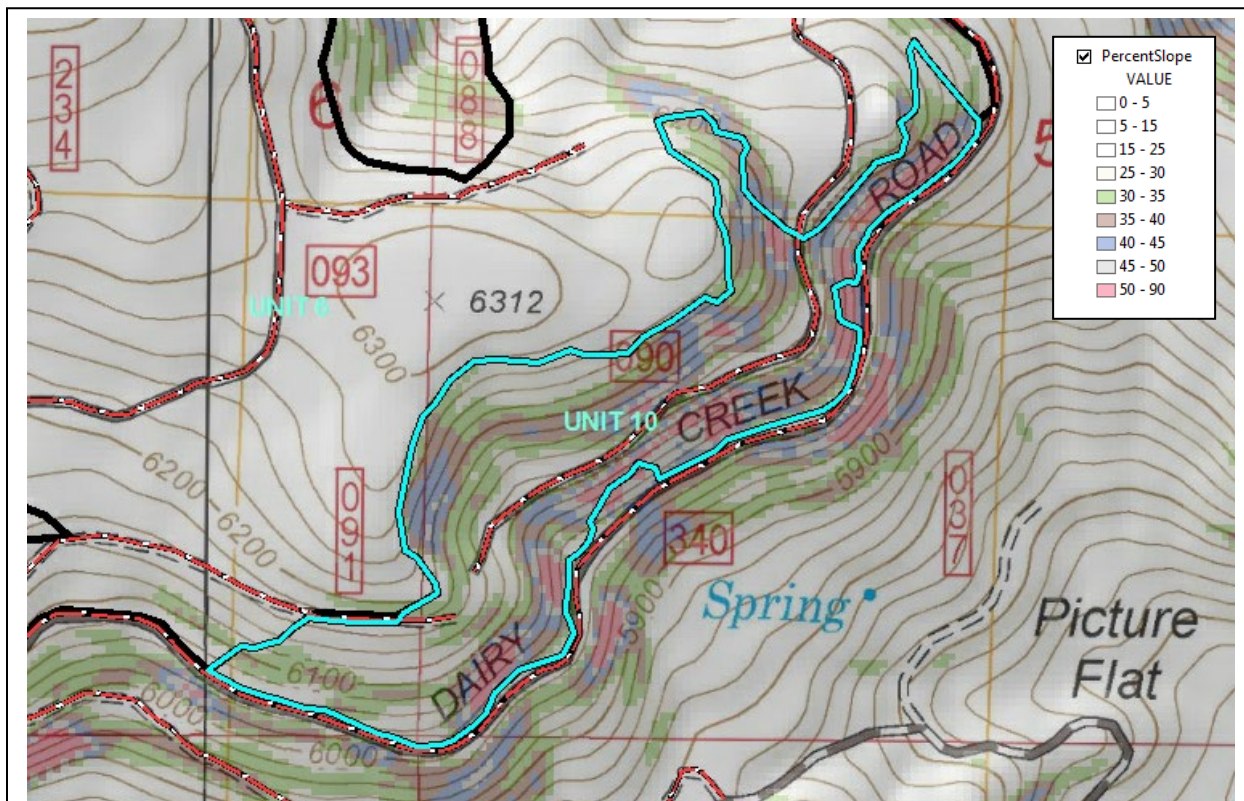 234
6
088
6200
ROAD
5
PercentSlope
VALUE
0 - 5
5 - 15
15 - 25
25 - 30
30 - 35
35 - 40
40 - 45
45 - 50
50 - 90
093
UNIT 6
6312
6300
090
UNIT 10
CREEK
6200
6200
091
5900
037
340
5900
Spring
Picture
Flat
6100
DAIRY
6000
6000